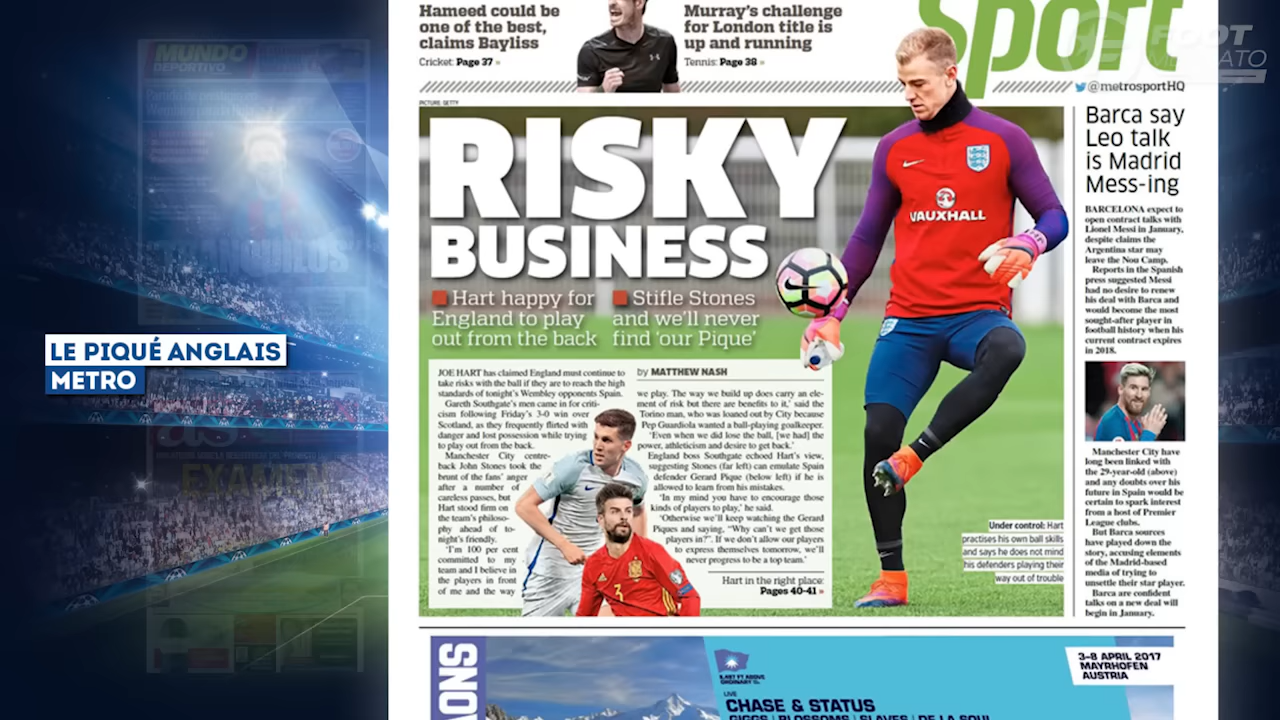 Hameed could be
one of the best,
claims Bayliss
Cricket: Page 37 »
Murray's challenge
for London title is
up and running
Tennis: Page 38 »
sport
FOOT
MERCATO
@metrosportHQ
MUNDO
DEPORTIVO
LE PIQUÉ ANGLAIS
METRO
as
EXAMEN
PICTURE: GETTY
RISKY
BUSINESS
Hart happy for
England to play
out from the back
Stifle Stones
and we'll never
find 'our Pique'
JOE HART has claimed England must continue to
take risks with the ball if they are to reach the high
standards of tonight's Wembley opponents Spain.
Gareth Southgate's men came in for criti-
cism following Friday's 3-0 win over
Scotland, as they frequently flirted with
danger and lost possession while trying
to play out from the back.
Manchester City centre-
back John Stones took the
brunt of the fans' anger
after a number of
careless passes, but
Hart stood firm on
the team's philoso-
phy ahead of to-
night's friendly.
'I'm 100 per cent
committed to my
team and I believe in
the players in front
of me and the way
by MATTHEW NASH
we play. The way we build up does carry an ele-
ment of risk but there are benefits to it,' said the
Torino man, who was loaned out by City because
Pep Guardiola wanted a ball-playing goalkeeper.
'Even when we did lose the ball, [we had] the
power, athleticism and desire to get back.'
England boss Southgate echoed Hart's view,
suggesting Stones (far left) can emulate Spain
defender Gerard Pique (below left) if he is
allowed to learn from his mistakes.
'In my mind you have to encourage those
kinds of players to play,' he said.
'Otherwise we'll keep watching the Gerard
Piques and saying, "Why can't we get those
players in?". If we don't allow our players
to express themselves tomorrow, we'll
never progress to be a top team.'
Hart in the right place:
Pages 40-41 »
VAUXHALL
3
Under control: Hart
practises his own ball skills
and says he does not mind
his defenders playing their
way out of trouble
Barca say
Leo talk
is Madrid
Mess-ing
BARCELONA expect to
open contract talks with
Lionel Messi in January,
despite claims the
Argentina star may
leave the Nou Camp.
Reports in the Spanish
press suggested Messi
had no desire to renew
his deal with Barca and
would become the most
sought-after player in
football history when his
current contract expires
in 2018.
Manchester City have
long been linked with
the 29-year-old (above)
and any doubts over his
future in Spain would be
certain to spark interest
from a host of Premier
League clubs.
But Barca sources
have played down the
story, accusing elements
of the Madrid-based
media of trying to
unsettle their star player.
Barca are confident
talks on a new deal will
begin in January.
LIVE
CHASE & STATUS
GIGGS | BLOSSOMS | SLAVES | DE LA SOUL
3-8 APRIL 2017
MAYRHOFEN
AUSTRIA